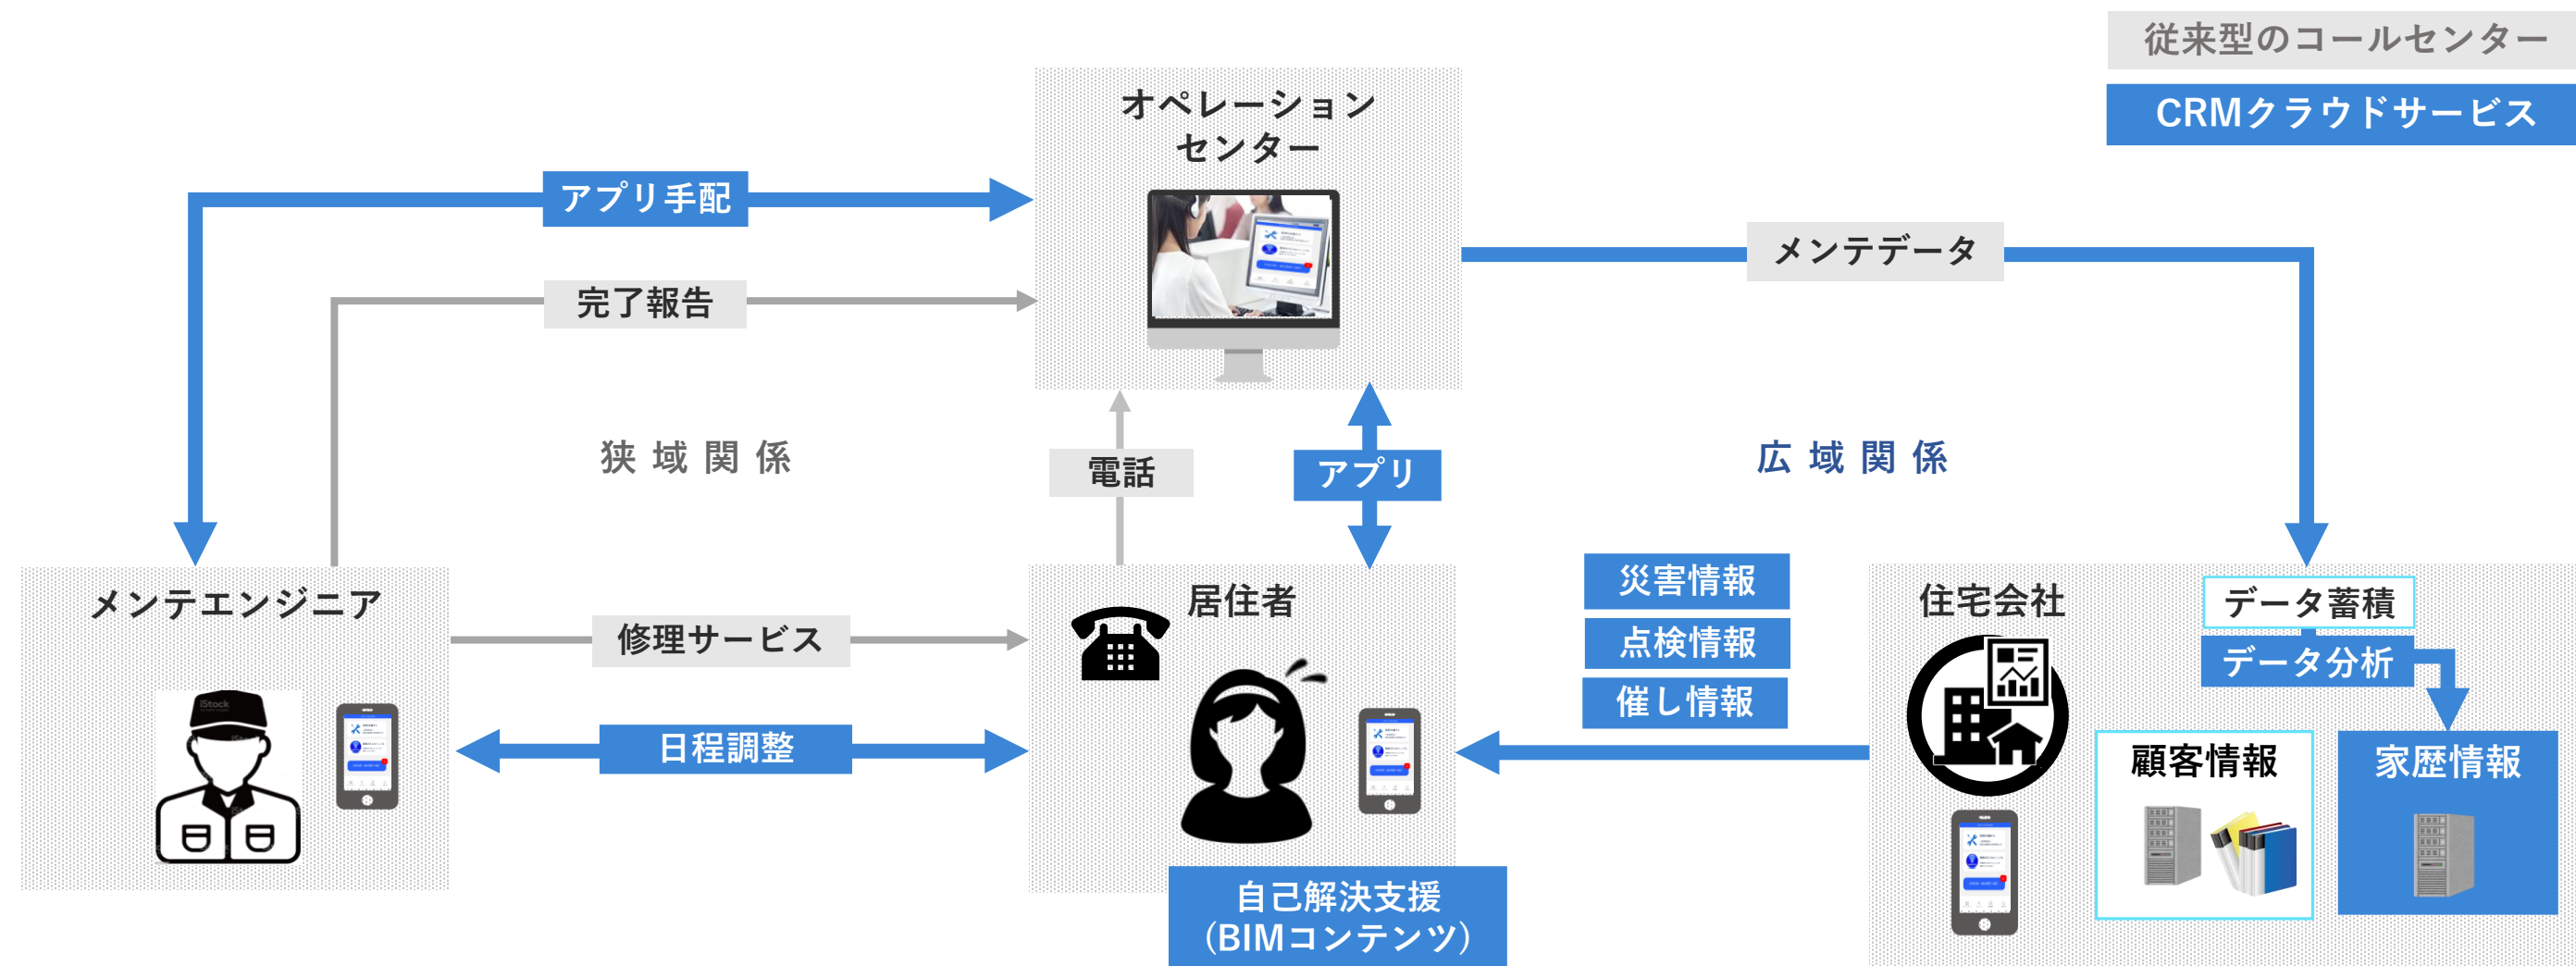 従来型のコールセンター
CRMクラウドサービス
オペレーション
センター
アプリ手配
メンテデータ
完了報告
狭域関係
電話
アプリ
広域関係
メンテエンジニア
修理サービス
日程調整
居住者
災害情報
点検情報
催し情報
住宅会社
データ蓄積
データ分析
顧客情報
家歴情報
自己解決支援
(BIMコンテンツ)
iStock